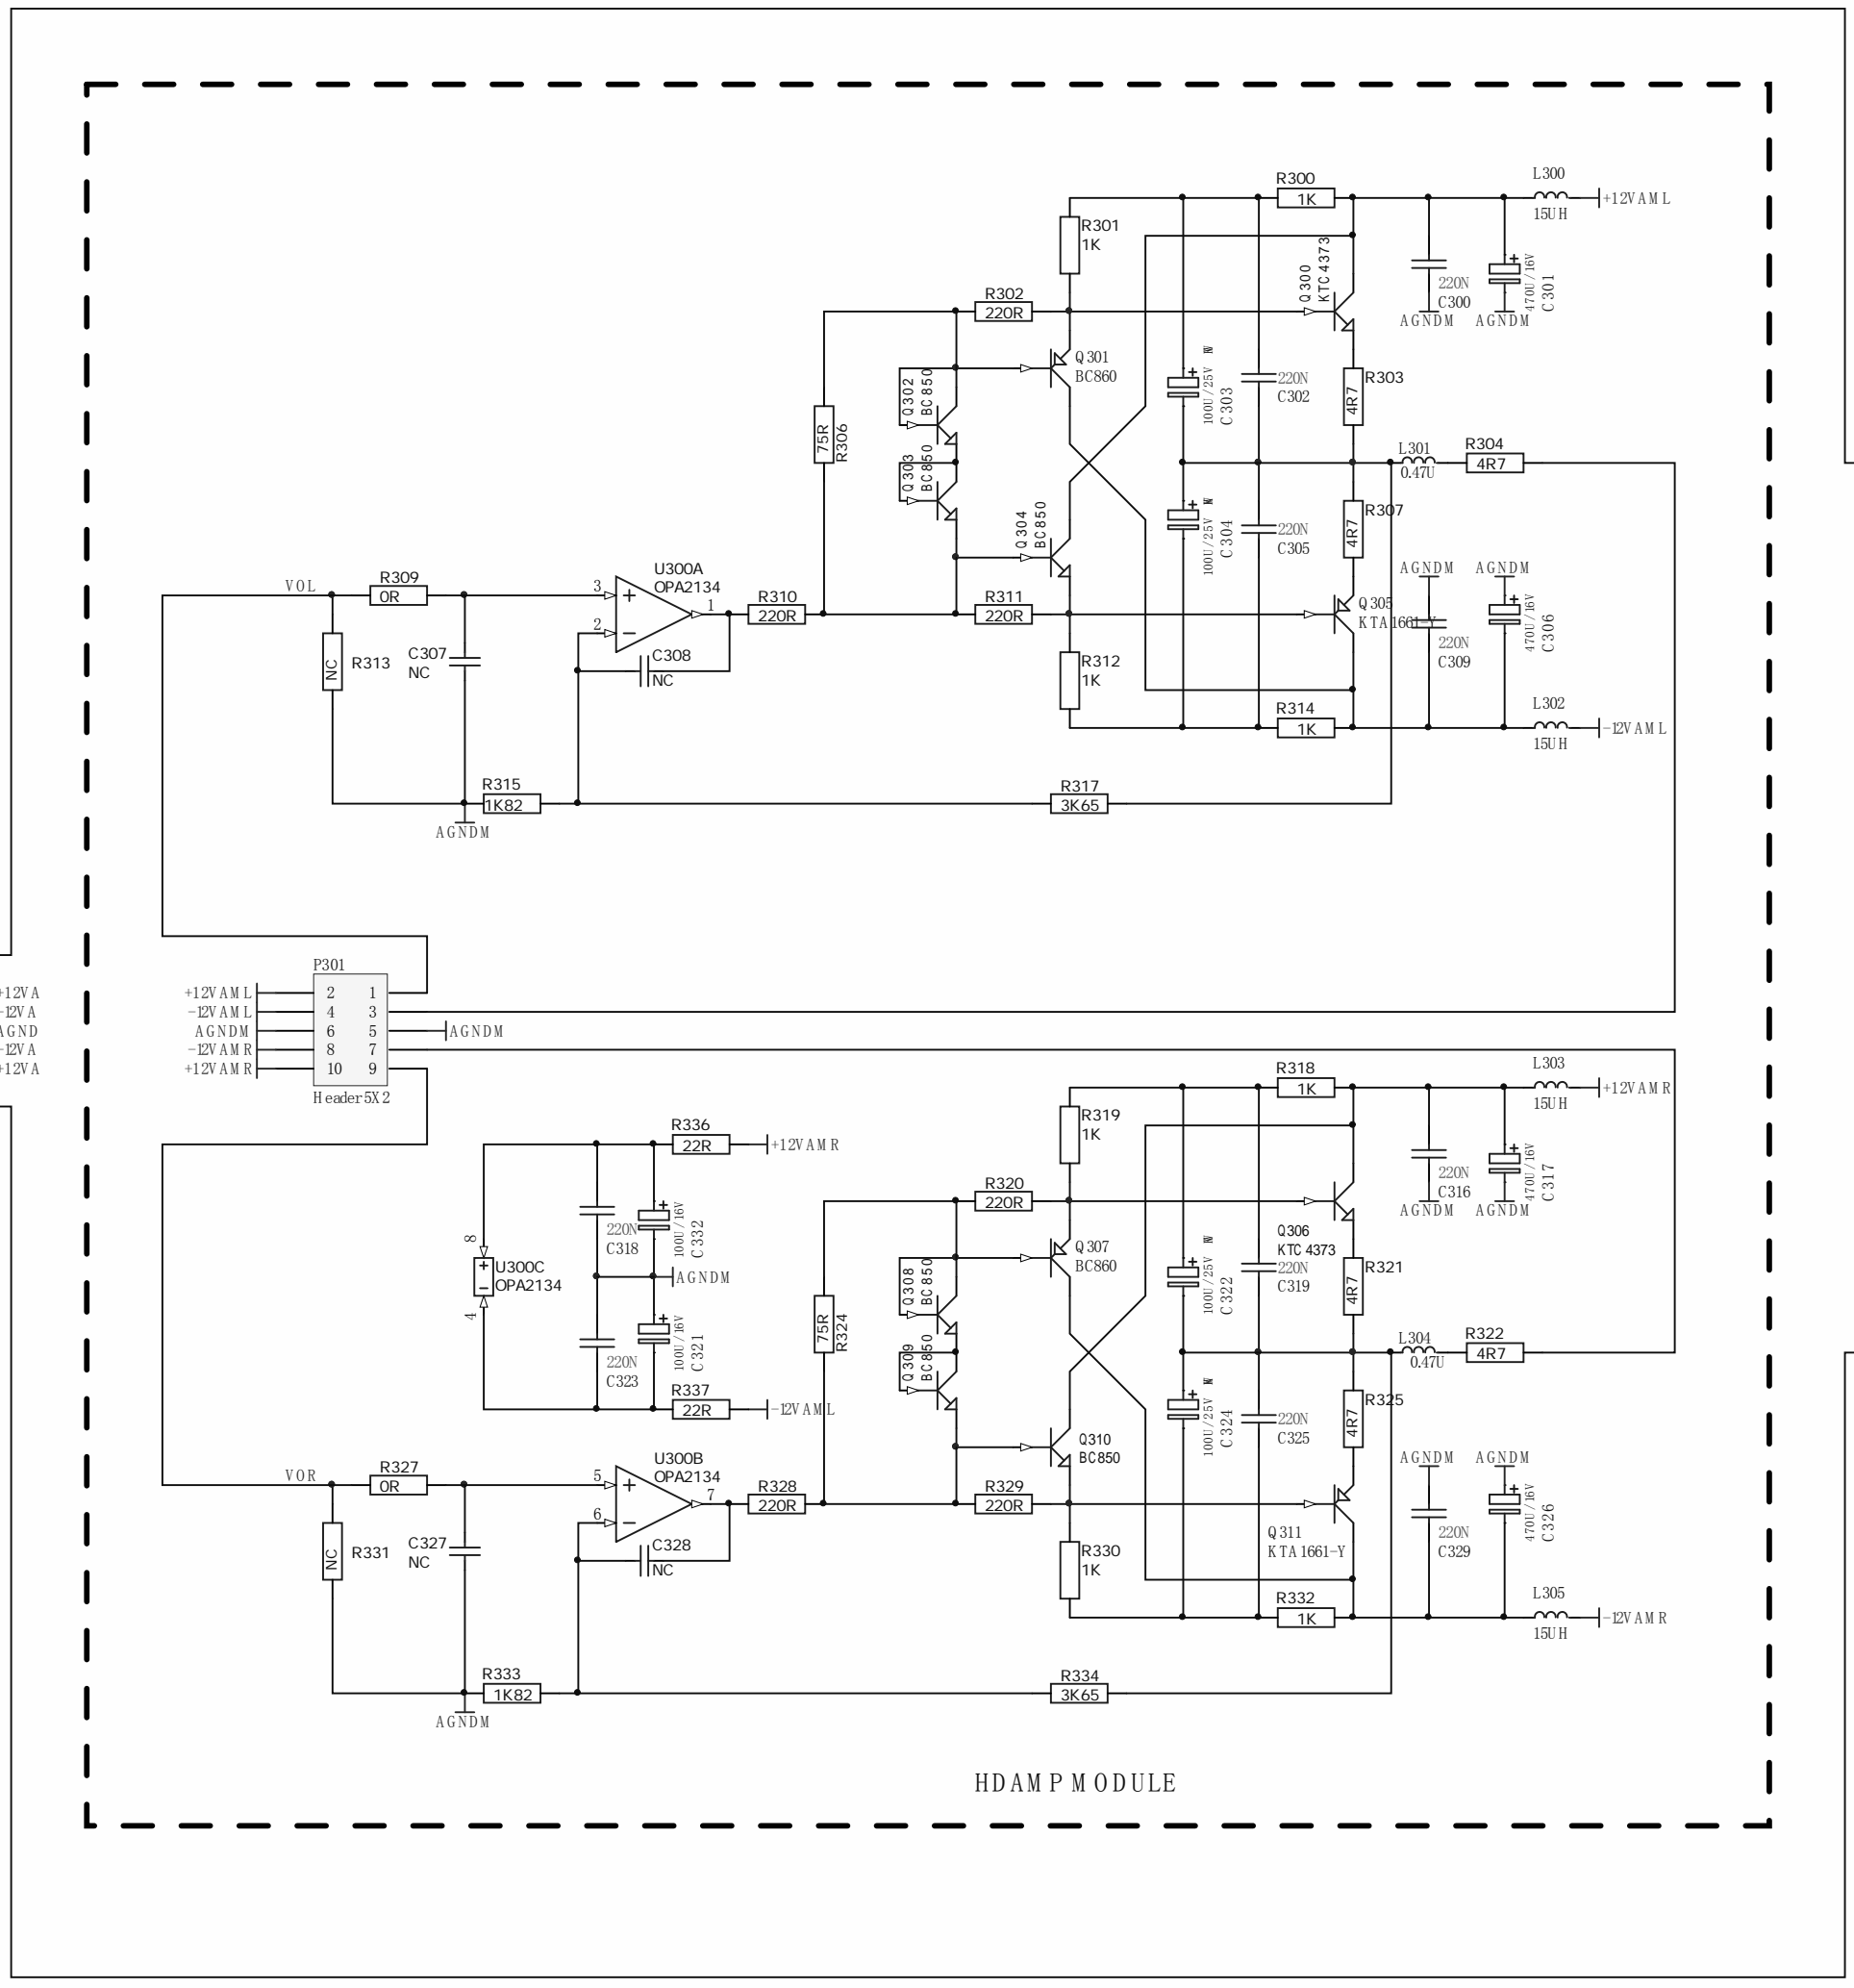 R300
1K
L300
15UH
+12VAML
R301
1K
Q300
KTC4373
220N
C300
AGNDM
470U/16V
C301
AGNDM
R302
220R
Q301
BC860
Q302
BC850
100U/25V
C303
220N
C302
R303
4R7
75R
R306
Q303
BC850
L301
0.47U
R304
4R7
Q304
BC850
100U/25V
C304
220N
C305
R307
4R7
AGNDM
AGNDM
VOL
R309
0R
U300A
OPA2134
3
2
1
R310
220R
R311
220R
Q305
KTA1661-Y
220N
C309
470U/16V
C306
NC
R313
C307
NC
C308
NC
R312
1K
R314
1K
L302
15UH
-12VAML
R315
1K82
R317
3K65
AGNDM
P301
+12VA
-12VA
AGND
-12VA
+12VA
+12VAML
-12VAML
AGNDM
-12VAMR
+12VAMR
2 1
4 3
6 5
8 7
10 9
AGNDM
Header5X2
R318
1K
L303
15UH
+12VAMR
R336
22R
+12VAMR
R319
1K
220N
C316
AGNDM
470U/16V
C317
AGNDM
R320
220R
220N
C318
100U/16V
C332
Q306
KTC4373
8
4
U300C
OPA2134
AGNDM
Q307
BC860
Q308
BC850
100U/25V
C322
220N
C319
R321
4R7
75R
R324
220N
C323
100U/16V
C321
Q309
BC850
L304
0.47U
R322
4R7
R337
22R
-12VAML
100U/25V
C324
220N
C325
R325
4R7
Q310
BC850
AGNDM
AGNDM
VOR
R327
0R
U300B
OPA2134
5
6
7
R328
220R
R329
220R
Q311
KTA1661-Y
220N
C329
470U/16V
C326
NC
R331
C327
NC
C328
NC
R330
1K
R332
1K
L305
15UH
-12VAMR
R333
1K82
R334
3K65
AGNDM
HDAMP MODULE